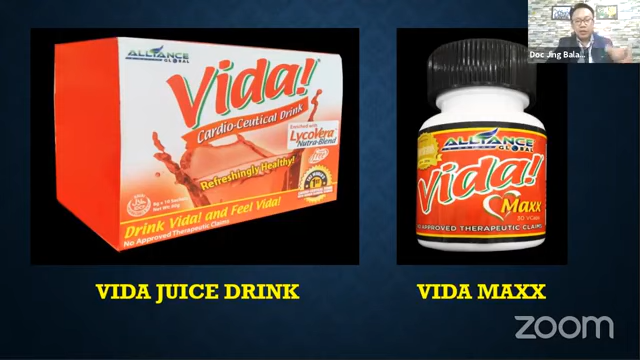 ALLIANCE
GLOBAL
Vida!
Cardio-Ceutical Drink
Enriched with
LycoVera
Nutra-Blend
Refreshingly Healthy!
Drink Vida! and Feel Vida!
No Approved Therapeutic Claims
VIDA JUICE DRINK
ALLIANCE
GLOBAL
Vida!
Maxx
NO APPROVED THERAPEUTIC CLAIMS
VIDA MAXX
Doc Jing Bala...
zoom